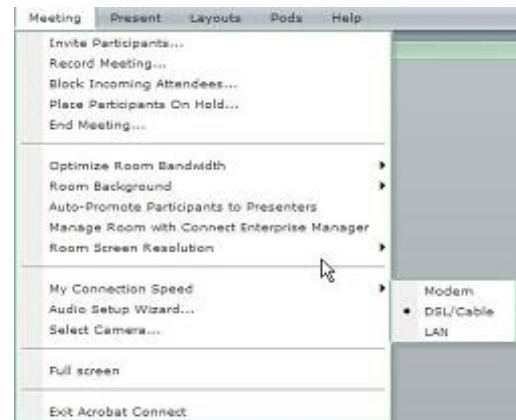 Meeting Present Layouts Pods Help
Invite Participants...
Record Meeting...
Block Incoming Attendees...
Place Participants On Hold...
End Meeting...
Optimize Room Bandwidth
Room Background
Auto-Promote Participants to Presenters
Manage Room with Connect Enterprise Manager
Room Screen Resolution
My Connection Speed
Audio Setup Wizard...
Select Camera...
Full screen
Exit Acrobat Connect
Modem
DSL/Cable
LAN